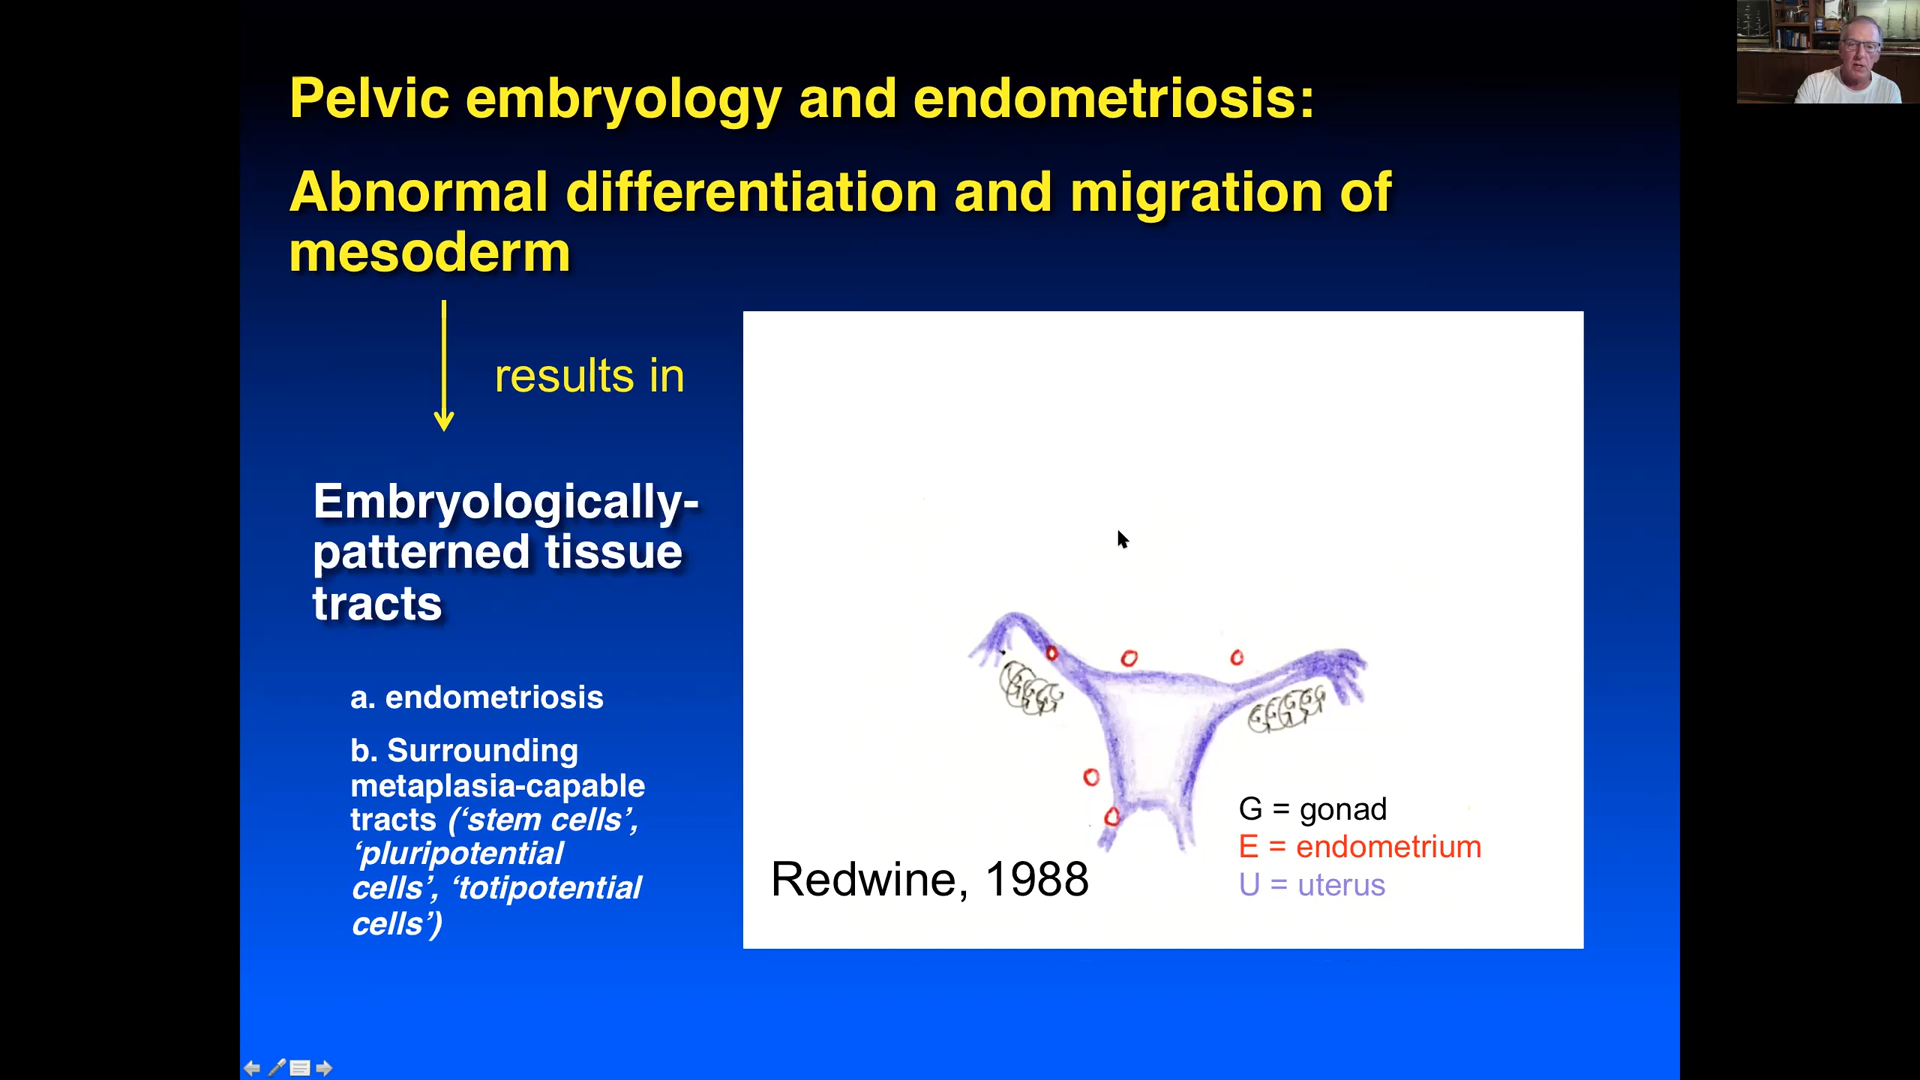 Pelvic embryology and endometriosis:
Abnormal differentiation and migration of
mesoderm
results in
Embryologically-
patterned tissue
tracts
a. endometriosis
b. Surrounding
metaplasia-capable
tracts (‘stem cells’,
‘pluripotential
cells’, ‘totipotential
cells’)
G G G G
G G G G G
G = gonad
E = endometrium
U = uterus
Redwine, 1988